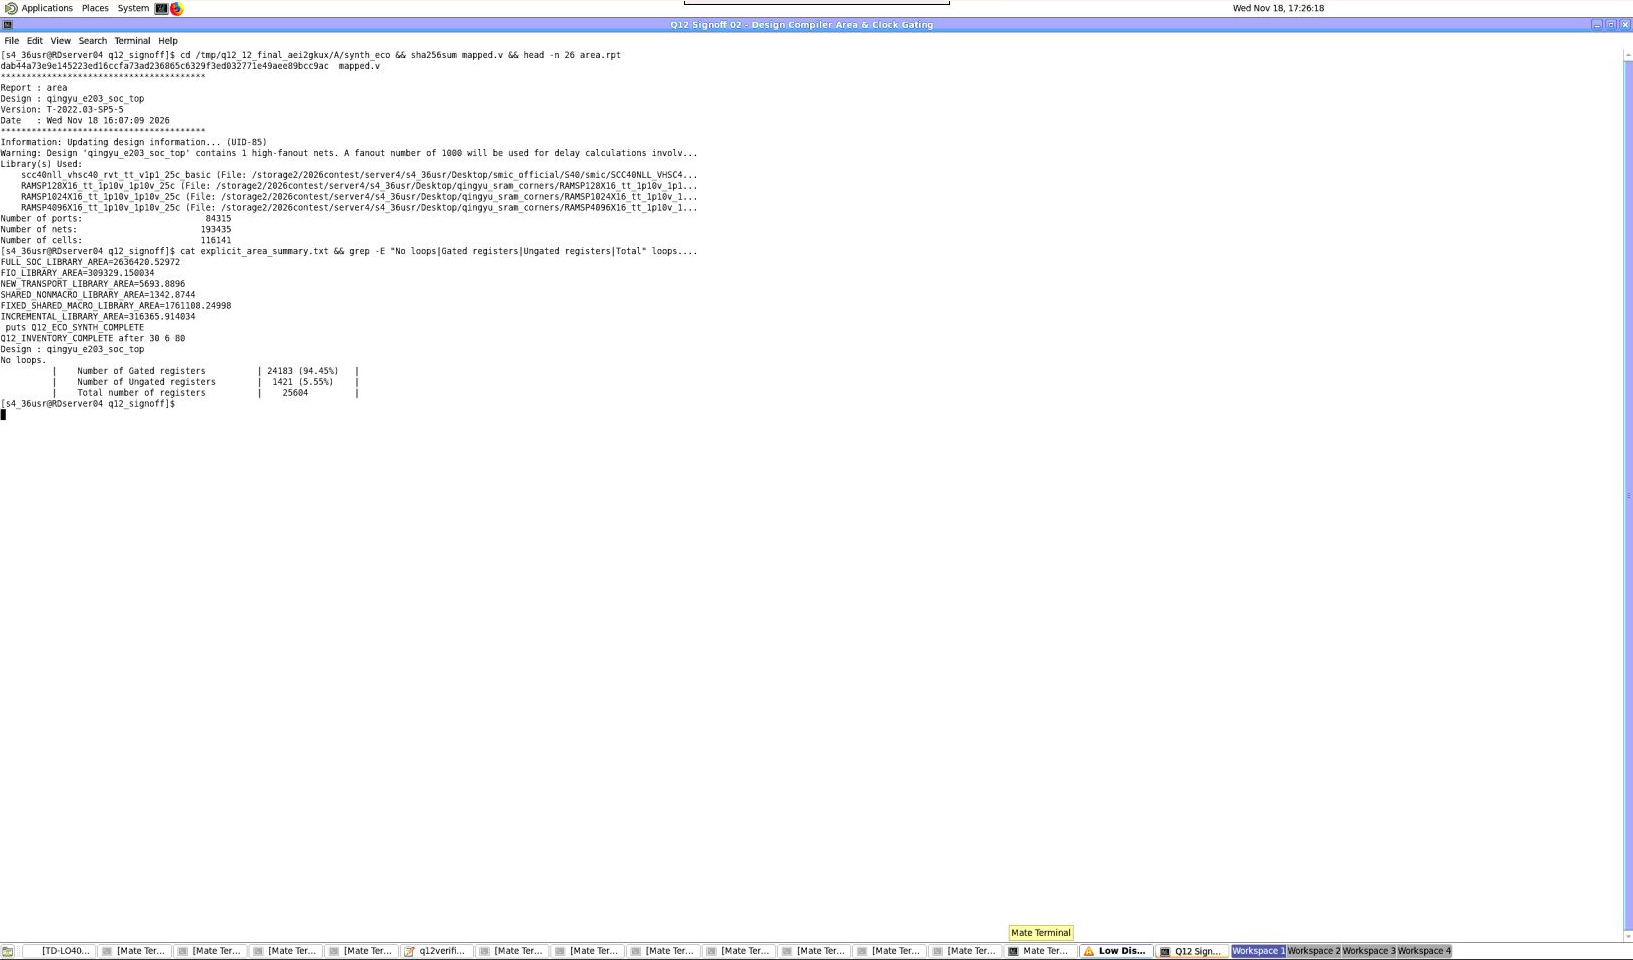 Applications Places System Wed Nov 18, 17:26:18
Q12 Signoff 02 - Design Compiler Area & Clock Gating
File Edit View Search Terminal Help
[s4_36usr@RDserver04 q12_signoff]$ cd /tmp/q12_12_final_aei2gkux/A/synth_eco && sha256sum mapped.v && head -n 26 area.rpt
dab44a73e9e145223ed16ccfa73ad236865c6329f3ed032771e49aee89bcc9ac  mapped.v
****************************************
Report : area
Design : qingyu_e203_soc_top
Version: T-2022.03-SP5-5
Date   : Wed Nov 18 16:07:09 2026
****************************************
Information: Updating design information... (UID-85)
Warning: Design 'qingyu_e203_soc_top' contains 1 high-fanout nets. A fanout number of 1000 will be used for delay calculations involv...
Library(s) Used:
    scc40nll_vhsc40_rvt_tt_v1p1_25c_basic (File: /storage2/2026contest/server4/s4_36usr/Desktop/smic_official/S40/smic/SCC40NLL_VHSC4...
    RAMSP128X16_tt_1p10v_1p10v_25c (File: /storage2/2026contest/server4/s4_36usr/Desktop/qingyu_sram_corners/RAMSP128X16_tt_1p10v_1p1...
    RAMSP1024X16_tt_1p10v_1p10v_25c (File: /storage2/2026contest/server4/s4_36usr/Desktop/qingyu_sram_corners/RAMSP1024X16_tt_1p10v_1...
    RAMSP4096X16_tt_1p10v_1p10v_25c (File: /storage2/2026contest/server4/s4_36usr/Desktop/qingyu_sram_corners/RAMSP4096X16_tt_1p10v_1...
Number of ports:                         84315
Number of nets:                         193435
Number of cells:                        116141
[s4_36usr@RDserver04 q12_signoff]$ cat explicit_area_summary.txt && grep -E "No loops|Gated registers|Ungated registers|Total" loops....
FULL_SOC_LIBRARY_AREA=2636420.52972
FIO_LIBRARY_AREA=309329.150034
NEW_TRANSPORT_LIBRARY_AREA=5693.8896
SHARED_NONMACRO_LIBRARY_AREA=1342.8744
FIXED_SHARED_MACRO_LIBRARY_AREA=1761108.24998
INCREMENTAL_LIBRARY_AREA=316365.914034
 puts Q12_ECO_SYNTH_COMPLETE
Q12_INVENTORY_COMPLETE after 30 6 80
Design : qingyu_e203_soc_top
No loops.
          |    Number of Gated registers          | 24183 (94.45%)   |
          |    Number of Ungated registers        |  1421 (5.55%)    |
          |    Total number of registers          |    25604         |
[s4_36usr@RDserver04 q12_signoff]$
Mate Terminal
[TD-LO40... [Mate Ter... [Mate Ter... [Mate Ter... [Mate Ter... q12verifi... [Mate Ter... [Mate Ter... [Mate Ter... [Mate Ter... [Mate Ter... [Mate Ter... [Mate Ter... Mate Ter... Low Dis... Q12 Sign... Workspace 1 Workspace 2 Workspace 3 Workspace 4